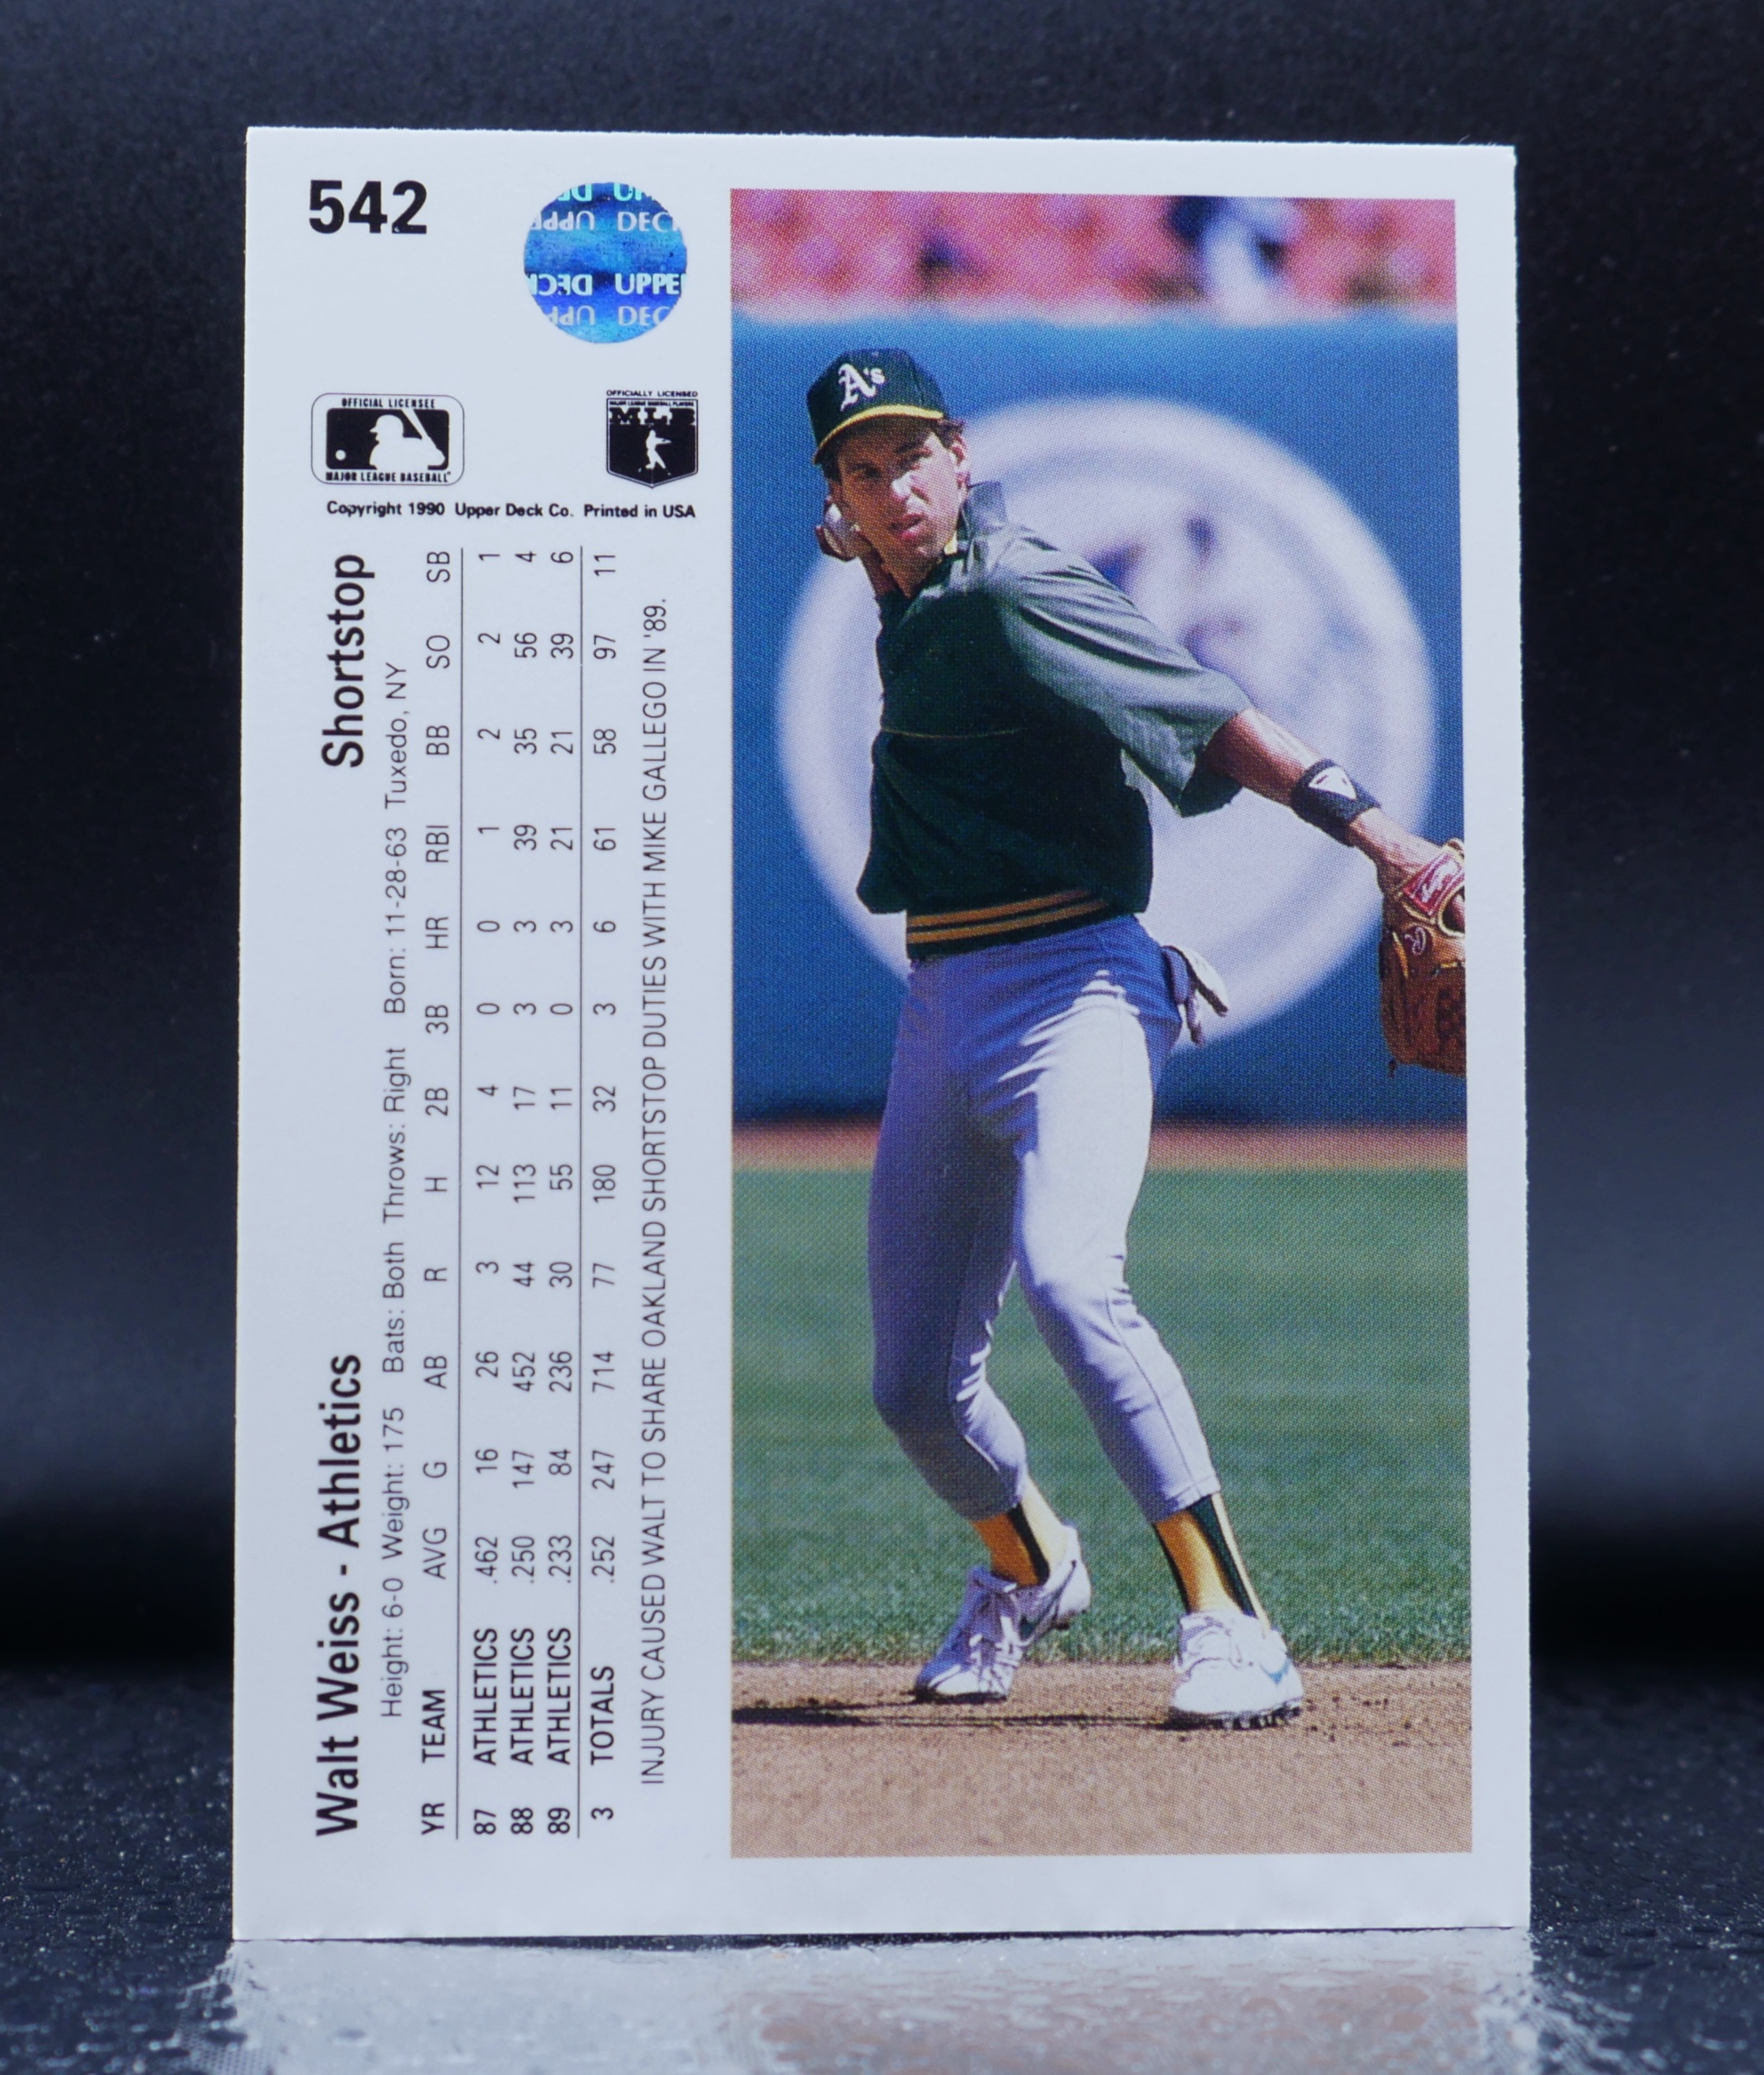 542
UPPER DECK
OFFICIAL LICENSEE
MAJOR LEAGUE BASEBALL
OFFICIALLY LICENSED
MAJOR LEAGUE BASEBALL PLAYERS
Copyright 1990 Upper Deck Co. Printed in USA
Walt Weiss - Athletics Shortstop
Height: 6-0 Weight: 175 Bats: Both Throws: Right Born: 11-28-63 Tuxedo, NY
YR TEAM AVG G AB R H 2B 3B HR RBI BB SO SB
87 ATHLETICS .462 16 26 3 12 4 0 0 1 2 2 1
88 ATHLETICS .250 147 452 44 113 17 3 3 39 35 56 4
89 ATHLETICS .233 84 236 30 55 11 0 3 21 21 39 6
3 TOTALS .252 247 714 77 180 32 3 6 61 58 97 11
INJURY CAUSED WALT TO SHARE OAKLAND SHORTSTOP DUTIES WITH MIKE GALLEGO IN '89.
A's